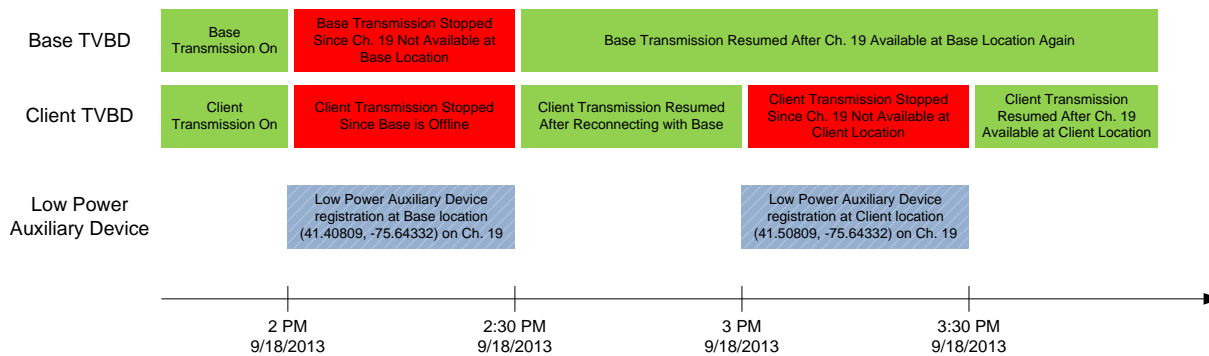 Base TVBD
Base
Transmission On
Base Transmission Stopped
Since Ch. 19 Not Available at
Base Location
Base Transmission Resumed After Ch. 19 Available at Base Location Again
Client TVBD
Client
Transmission On
Client Transmission Stopped
Since Base is Offline
Client Transmission Resumed
After Reconnecting with Base
Client Transmission Stopped
Since Ch. 19 Not Available at
Client Location
Client Transmission
Resumed After Ch. 19
Available at Client Location
Low Power
Auxiliary Device
Low Power Auxiliary Device
registration at Base location
(41.40809, -75.64332) on Ch. 19
Low Power Auxiliary Device
registration at Client location
(41.50809, -75.64332) on Ch. 19
2 PM
9/18/2013
2:30 PM
9/18/2013
3 PM
9/18/2013
3:30 PM
9/18/2013